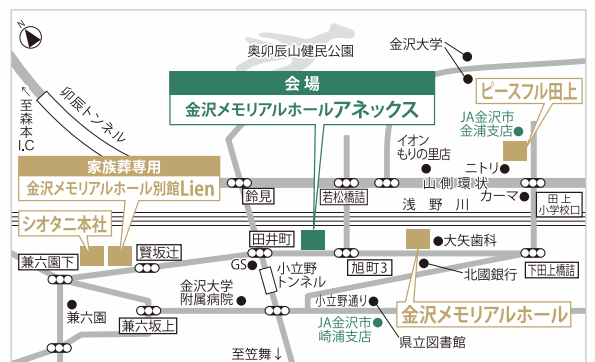 N
奥卯辰山健民公園
金沢大学
会場
金沢メモリアルホールアネックス
ピースフル田上
JA金沢市
金浦支店
卯辰トンネル
↖至森本I.C
イオン
もりの里店
ニトリ
山側環状
カーマ
家族葬専用
金沢メモリアルホール別館Lien
鈴見
若松橋詰
浅野川
田上
小学校口
シオタニ本社
兼六園下
賢坂辻
田井町
旭町3
大矢歯科
下田上橋詰
GS
小立野
トンネル
北國銀行
兼六園
金沢大学
附属病院
小立野通り
金沢メモリアルホール
兼六坂上
JA金沢市
崎浦支店
県立図書館
至笠舞↓